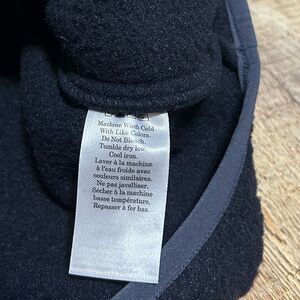 Machine Wash Cold
With Like Colors.
Do Not Bleach.
Tumble dry low.
Cool iron.
Laver à la machine
à l'eau froide avec
couleurs similaires.
Ne pas javalliser.
Sécher à la machine
basse température.
Repasser à fer bas.